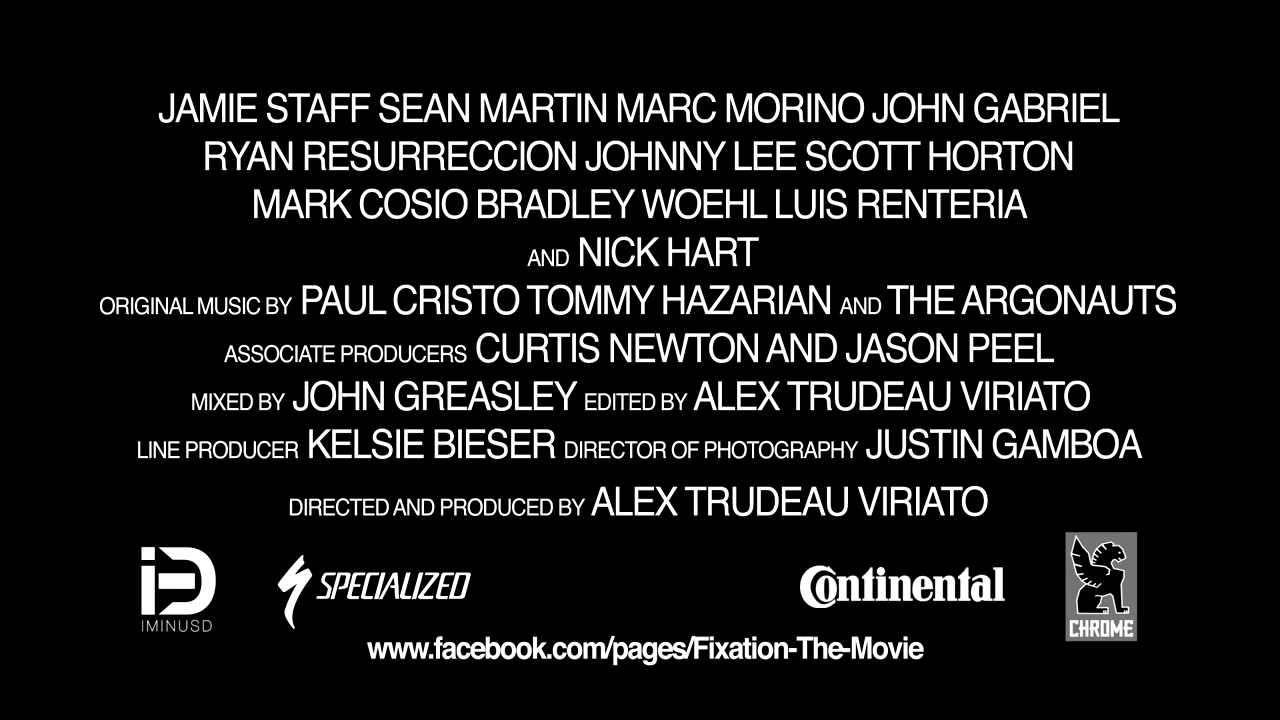 JAMIE STAFF SEAN MARTIN MARC MORINO JOHN GABRIEL
RYAN RESURRECCION JOHNNY LEE SCOTT HORTON
MARK COSIO BRADLEY WOEHL LUIS RENTERIA
AND NICK HART
ORIGINAL MUSIC BY PAUL CRISTO TOMMY HAZARIAN AND THE ARGONAUTS
ASSOCIATE PRODUCERS CURTIS NEWTON AND JASON PEEL
MIXED BY JOHN GREASLEY EDITED BY ALEX TRUDEAU VIRIATO
LINE PRODUCER KELSIE BIESER DIRECTOR OF PHOTOGRAPHY JUSTIN GAMBOA
DIRECTED AND PRODUCED BY ALEX TRUDEAU VIRIATO
iD
IMINUSD
SPECIALIZED
Continental
CHROME
www.facebook.com/pages/Fixation-The-Movie